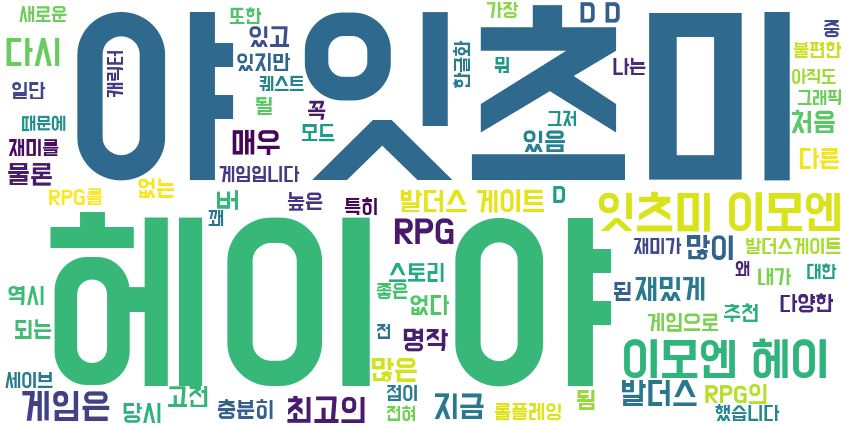 새로운
또한
가장
D D
중
야 잇츠미
다시
있고
캐릭터
한글화
불편한
있지만
뭐
나는
아직도
일단
퀘스트
그래픽
될
꼭
그저
처음
때문에
모드
매우
있음
재미를
다른
물론
게임입니다
RPG를
없는
버
높은
특히
발더스 게이트
D
잇츠미 이모엔
깨
RPG
헤이 야
재미가
많이
발더스게이트
스토리
왜
내가
대한
역시
좋은
된
재밌게
없다
다양한
되는
전
명작
게임으로
추천
이모엔 헤이
세이브
많은
게임은
당시
고전
충분히
최고의
점이
전혀
지금
롤플레잉
됨
발더스
RPG의
했습니다